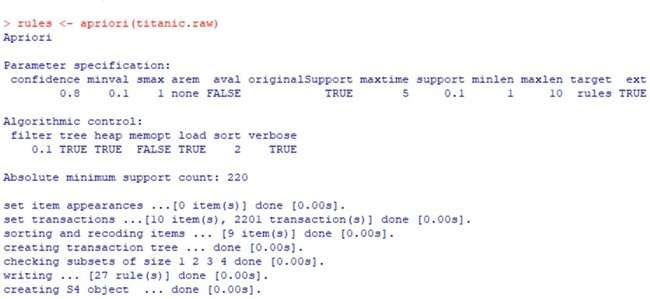 > rules <- apriori(titanic.raw)
Apriori
Parameter specification:
confidence minval smax arem aval originalSupport maxtime support minlen maxlen target ext
0.8 0.1 1 none FALSE TRUE 5 0.1 1 10 rules TRUE
Algorithmic control:
filter tree heap memopt load sort verbose
0.1 TRUE TRUE FALSE TRUE 2 TRUE
Absolute minimum support count: 220
set item appearances ...[0 item(s)] done [0.00s].
set transactions ...[10 item(s), 2201 transaction(s)] done [0.00s].
sorting and recoding items ... [9 item(s)] done [0.00s].
creating transaction tree ... done [0.00s].
checking subsets of size 1 2 3 4 done [0.00s].
writing ... [27 rule(s)] done [0.00s].
creating S4 object ... done [0.00s].